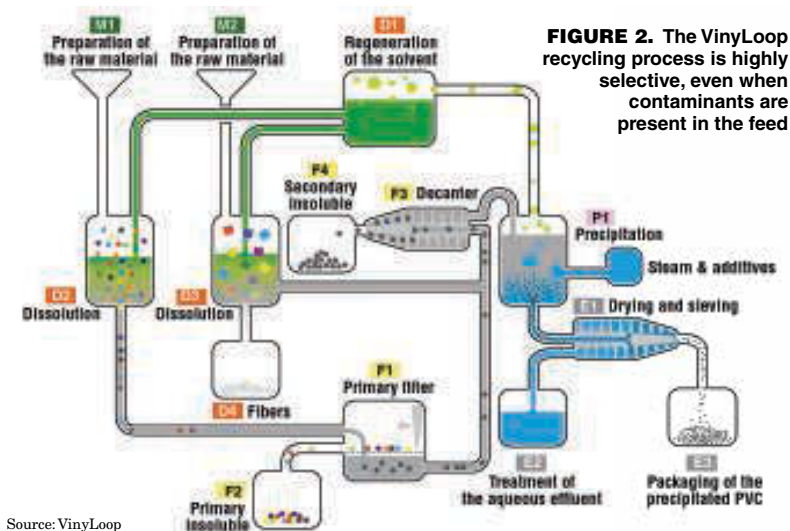 M1
Preparation of
the raw material
M2
Preparation of
the raw material
D1
Regeneration
of the solvent
FIGURE 2. The VinyLoop
recycling process is highly
selective, even when
contaminants are
present in the feed
F4
Secondary
insoluble
F3 Decanter
P1
Precipitation
Steam & additives
D2
Dissolution
D3
Dissolution
E1 Drying and sieving
F1
Primary filter
D4 Fibers
F2
Primary
insoluble
E2
Treatment of
the aqueous effluent
E3
Packaging of the
precipitated PVC
Source: VinyLoop